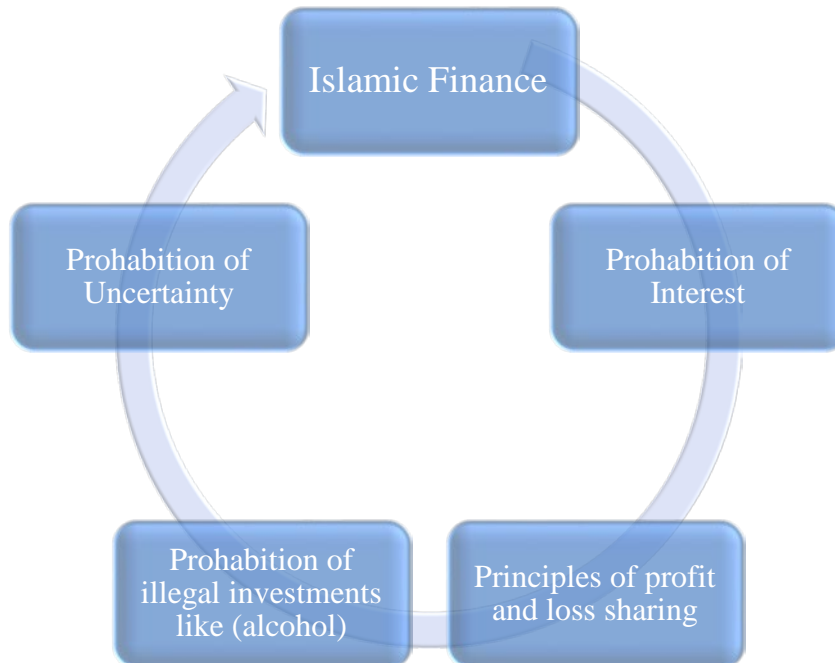 Islamic Finance
Prohabition of
Interest
Principles of profit
and loss sharing
Prohabition of
illegal investments
like (alcohol)
Prohabition of
Uncertainty